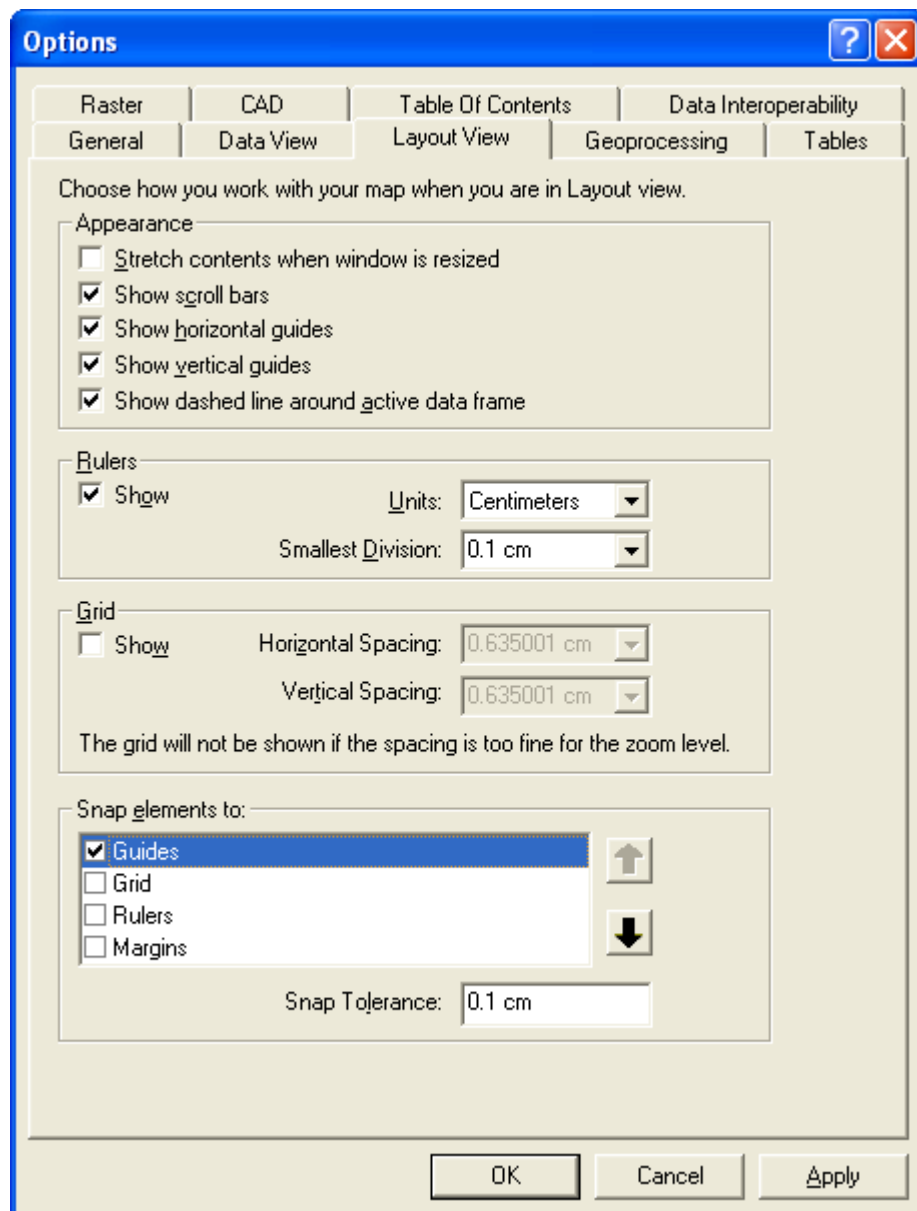 Options
Raster CAD Table Of Contents Data Interoperability
General Data View Layout View Geoprocessing Tables
Choose how you work with your map when you are in Layout view.
Appearance
Stretch contents when window is resized
Show scroll bars
Show horizontal guides
Show vertical guides
Show dashed line around active data frame
Rulers
Show Units: Centimeters
Smallest Division: 0.1 cm
Grid
Show Horizontal Spacing: 0.635001 cm
Vertical Spacing: 0.635001 cm
The grid will not be shown if the spacing is too fine for the zoom level.
Snap elements to:
Guides
Grid
Rulers
Margins
Snap Tolerance: 0.1 cm
OK Cancel Apply